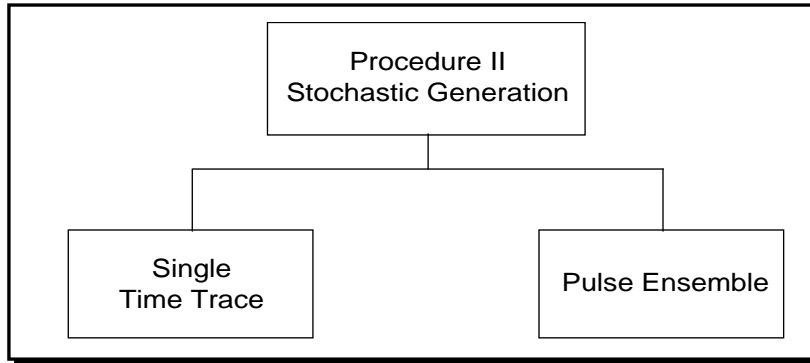 Procedure II
Stochastic Generation
Single
Time Trace
Pulse Ensemble